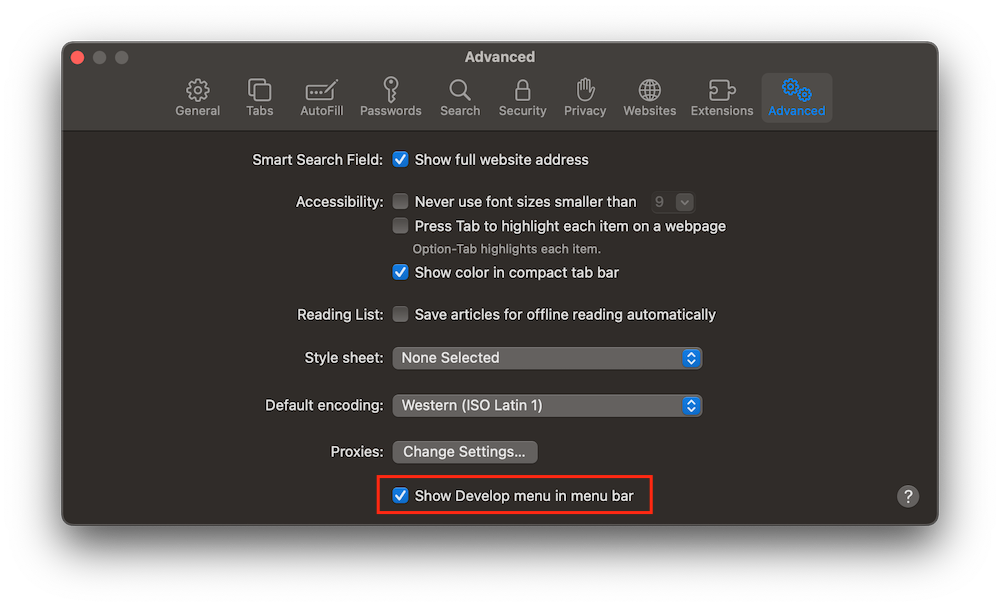 Advanced
General Tabs AutoFill Passwords Search Security Privacy Websites Extensions Advanced
Smart Search Field: Show full website address
Accessibility: Never use font sizes smaller than 9
Press Tab to highlight each item on a webpage
Option-Tab highlights each item.
Show color in compact tab bar
Reading List: Save articles for offline reading automatically
Style sheet: None Selected
Default encoding: Western (ISO Latin 1)
Proxies: Change Settings...
Show Develop menu in menu bar ?